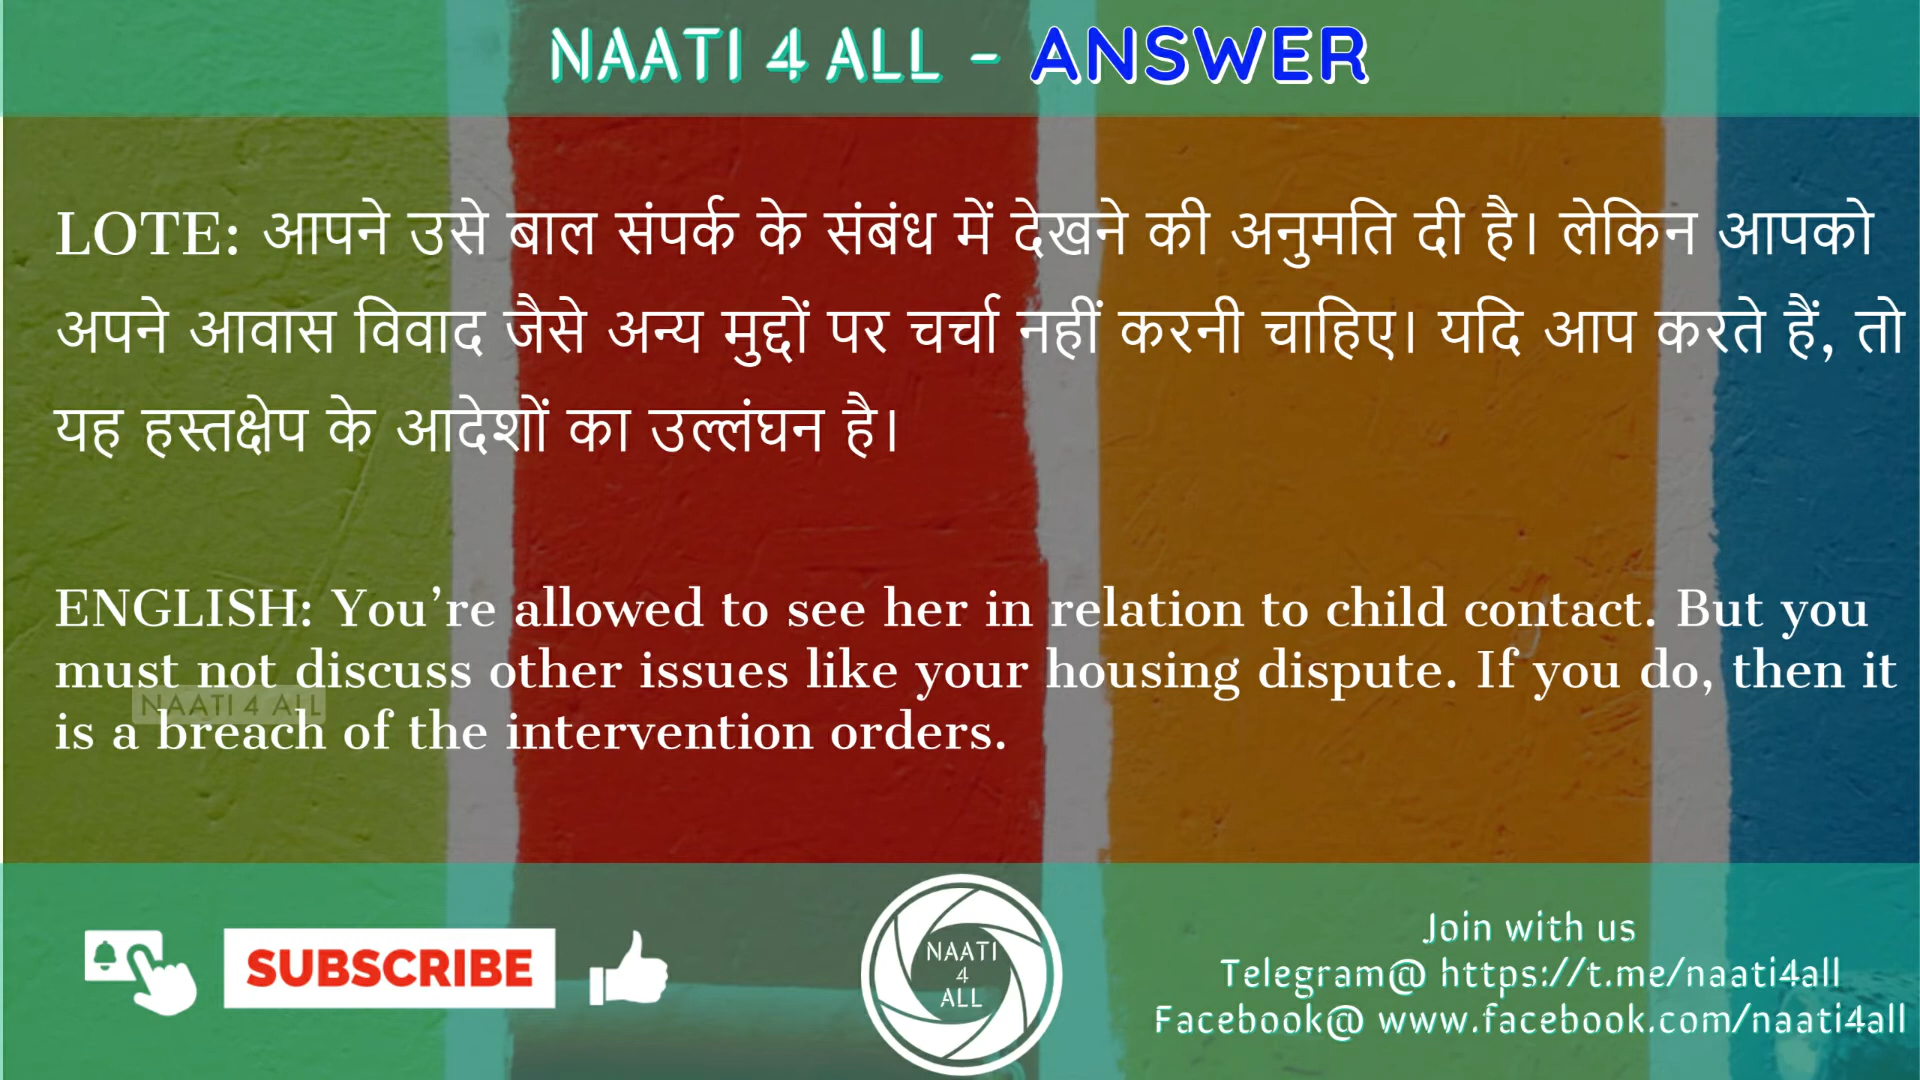 NAATI 4 ALL - ANSWER
LOTE: आपने उसे बाल संपर्क के संबंध में देखने की अनुमति दी है। लेकिन आपको
अपने आवास विवाद जैसे अन्य मुद्दों पर चर्चा नहीं करनी चाहिए। यदि आप करते हैं, तो
यह हस्तक्षेप के आदेशों का उल्लंघन है।
ENGLISH: You’re allowed to see her in relation to child contact. But you
must not discuss other issues like your housing dispute. If you do, then it
is a breach of the intervention orders.
NAATI 4 ALL
SUBSCRIBE
NAATI
4
ALL
Join with us
Telegram@ https://t.me/naati4all
Facebook@ www.facebook.com/naati4all